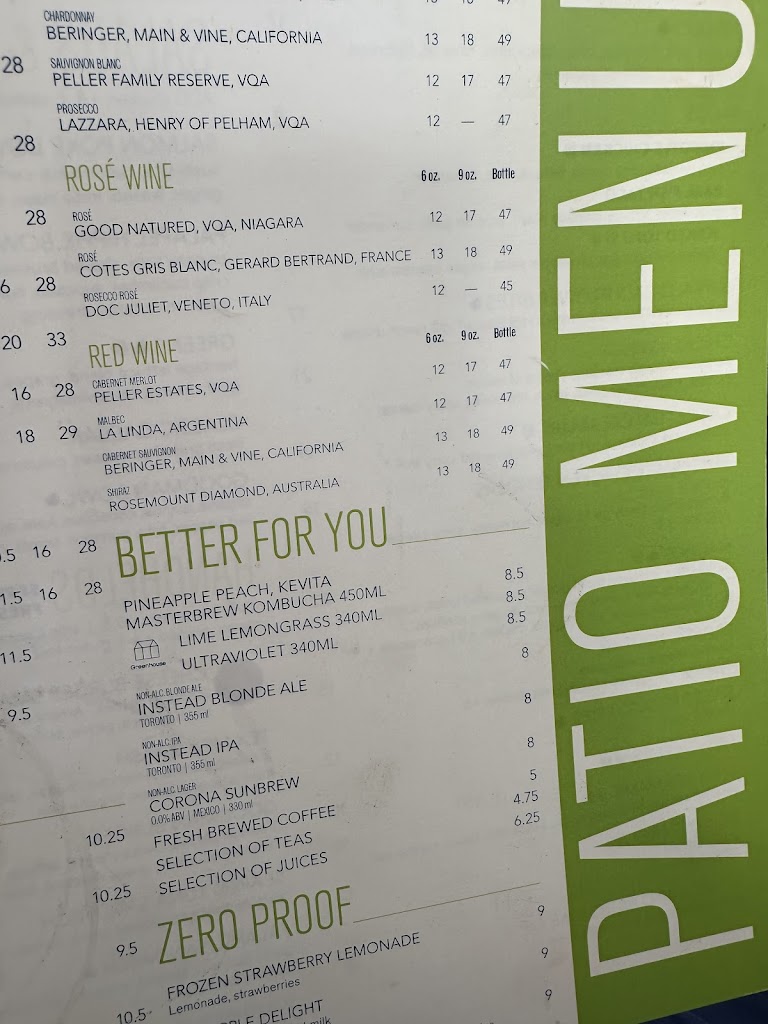 CHARDONNAY
BERINGER, MAIN & VINE, CALIFORNIA 13 18 49
28
SAUVIGNON BLANC
PELLER FAMILY RESERVE, VQA 12 17 47
PROSECCO
LAZZARA, HENRY OF PELHAM, VQA 12 — 47
28
ROSÉ WINE 6 oz. 9 oz. Bottle
28
ROSÉ
GOOD NATURED, VQA, NIAGARA 12 17 47
ROSÉ
COTES GRIS BLANC, GERARD BERTRAND, FRANCE 13 18 49
6 28
ROSECCO ROSÉ
DOC JULIET, VENETO, ITALY 12 — 45
20 33
RED WINE 6 oz. 9 oz. Bottle
16 28
CABERNET MERLOT
PELLER ESTATES, VQA 12 17 47
18 29
MALBEC
LA LINDA, ARGENTINA 12 17 47
CABERNET SAUVIGNON
BERINGER, MAIN & VINE, CALIFORNIA 13 18 49
SHIRAZ
ROSEMOUNT DIAMOND, AUSTRALIA 13 18 49
.5 16 28
BETTER FOR YOU
1.5 16 28
PINEAPPLE PEACH, KEVITA
MASTERBREW KOMBUCHA 450ML 8.5
11.5
Greenhouse
LIME LEMONGRASS 340ML 8.5
ULTRAVIOLET 340ML 8.5
9.5
NON-ALC. BLONDE ALE
INSTEAD BLONDE ALE 8
TORONTO | 355 ml
NON-ALC. IPA
INSTEAD IPA 8
TORONTO | 355 ml
NON-ALC. LAGER
CORONA SUNBREW 8
0.0% ABV | MEXICO | 330 ml
10.25
FRESH BREWED COFFEE 5
SELECTION OF TEAS 4.75
10.25
SELECTION OF JUICES 6.25
9.5
ZERO PROOF
FROZEN STRAWBERRY LEMONADE 9
Lemonade, strawberries
10.5
DELIGHT 9
milk
9
PATIO MENU